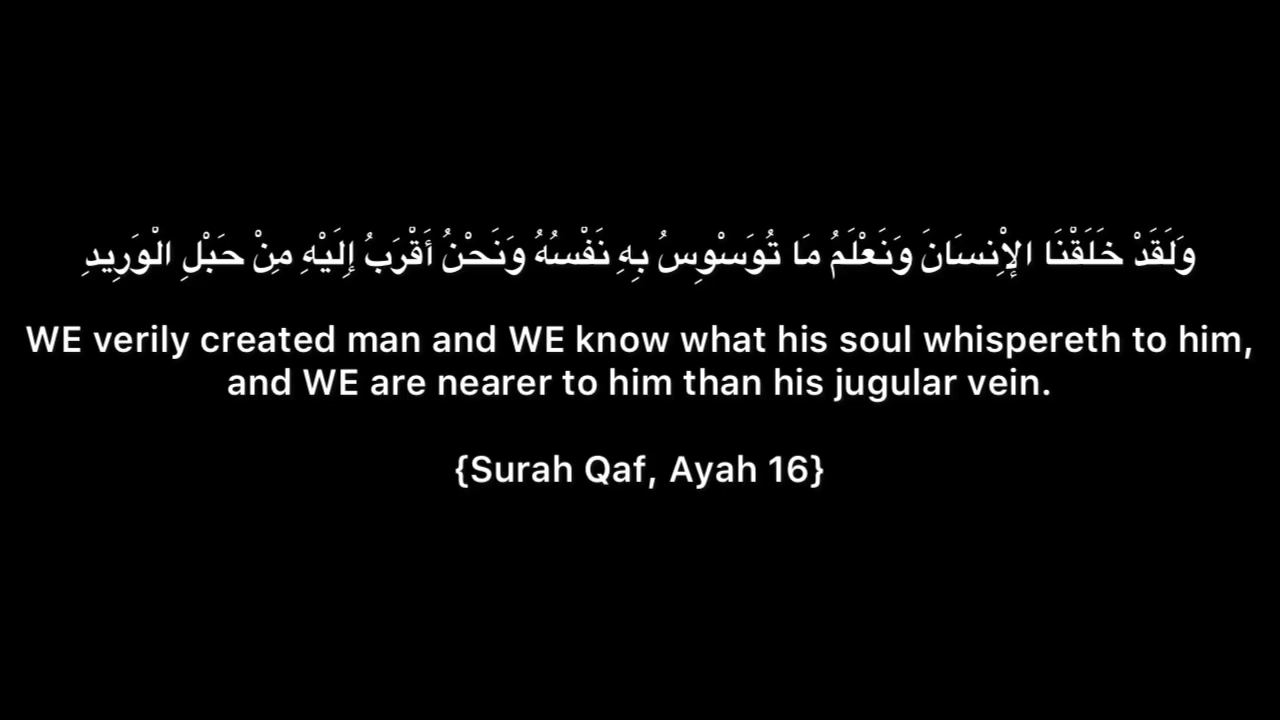 وَلَقَدْ خَلَقْنَا الإْنِسَانَ وَنَعْلَمُ مَا تُوَسْوِسُ بِهِ نَفْسُهُ وَنَحْنُ أَقْرَبُ إِلَيْهِ مِنْ حَبْلِ الْوَرِيدِ
WE verily created man and WE know what his soul whispereth to him,
and WE are nearer to him than his jugular vein.
{Surah Qaf, Ayah 16}